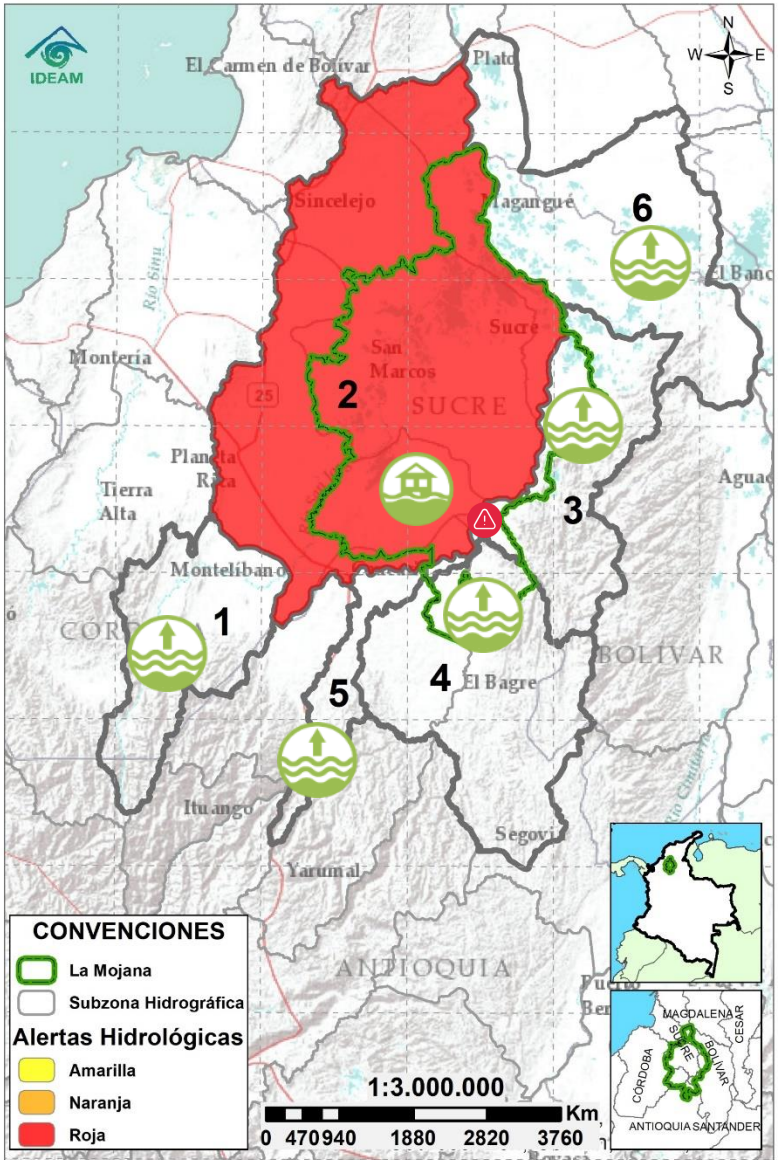 IDEAM
El Carmen de Bolívar
Plato
N
W E
S
Sincelejo
Magangué
6
Río Sinú
El Banc
Sucre
Montería
San
Marcos
2
25
SUCRE
Planeta
Rica
Tierra
Alta
Aguac
3
Montelíbano
1
4
5
El Bagre
BOLÍVAR
Ituango
Segovi
Yarumal
ANTIOQUIA
CONVENCIONES
La Mojana
Subzona Hidrográfica
Alertas Hidrológicas
Amarilla
Naranja
Roja
1:3.000.000
Km
0 470 940 1880 2820 3760
MAGDALENA
CESAR
SUCRE
BOLÍVAR
CÓRDOBA
ANTIOQUIA SANTANDER